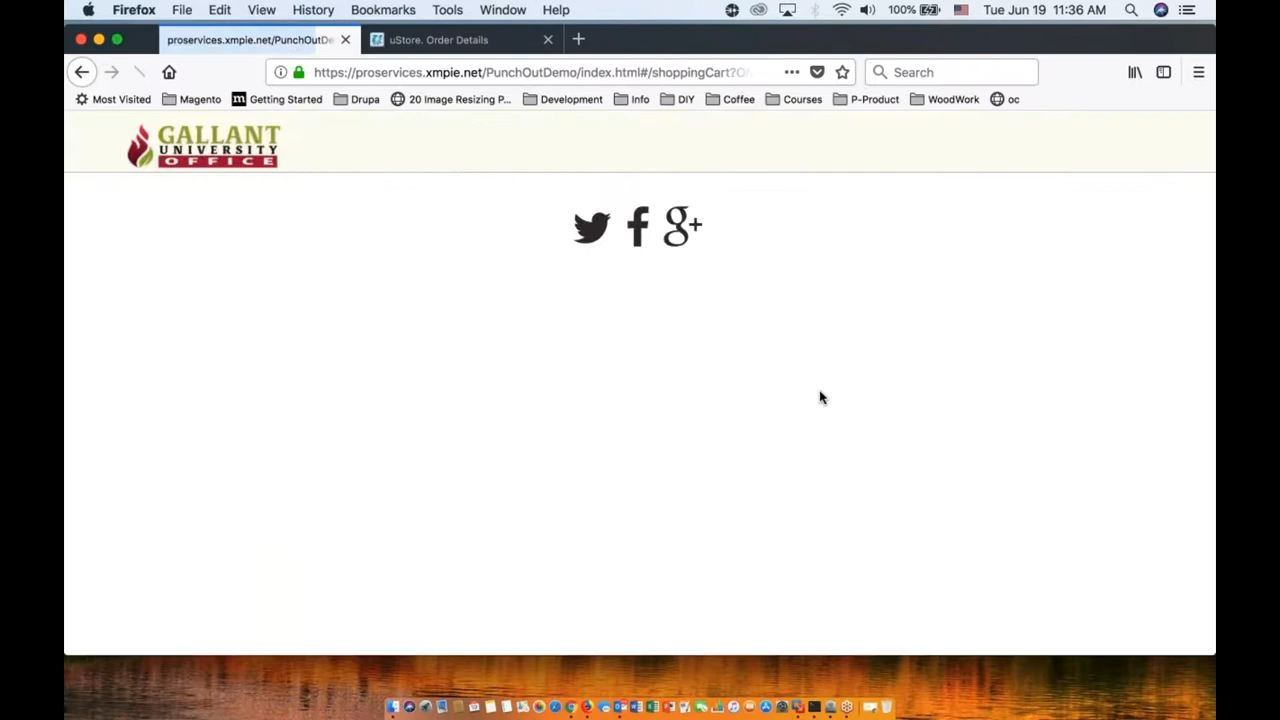 Firefox File Edit View History Bookmarks Tools Window Help 100% Tue Jun 19 11:36 AM
proservices.xmpie.net/PunchOutDe uStore. Order Details
https://proservices.xmpie.net/PunchOutDemo/index.html#/shoppingCart?O Search
Most Visited Magento m Getting Started Drupa 20 Image Resizing P... Development Info DIY Coffee Courses P-Product WoodWork oc
GALLANT
UNIVERSITY
OFFICE
g+